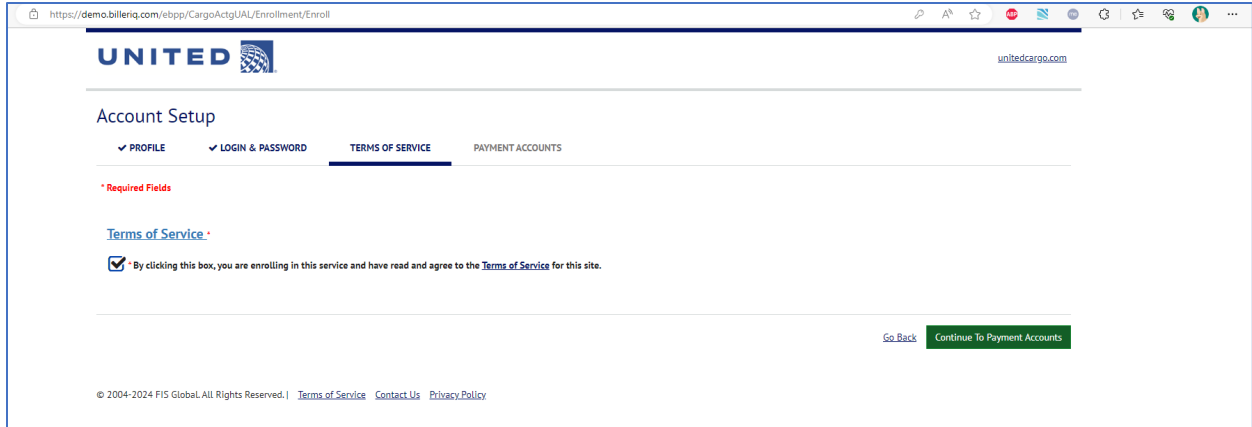 https://demo.billeriq.com/ebpp/CargoActgUAL/Enrollment/Enroll
UNITED
unitedcargo.com
Account Setup
✔ PROFILE ✔ LOGIN & PASSWORD TERMS OF SERVICE PAYMENT ACCOUNTS
* Required Fields
Terms of Service *
* By clicking this box, you are enrolling in this service and have read and agree to the Terms of Service for this site.
Go Back Continue To Payment Accounts
© 2004-2024 FIS Global. All Rights Reserved. | Terms of Service Contact Us Privacy Policy